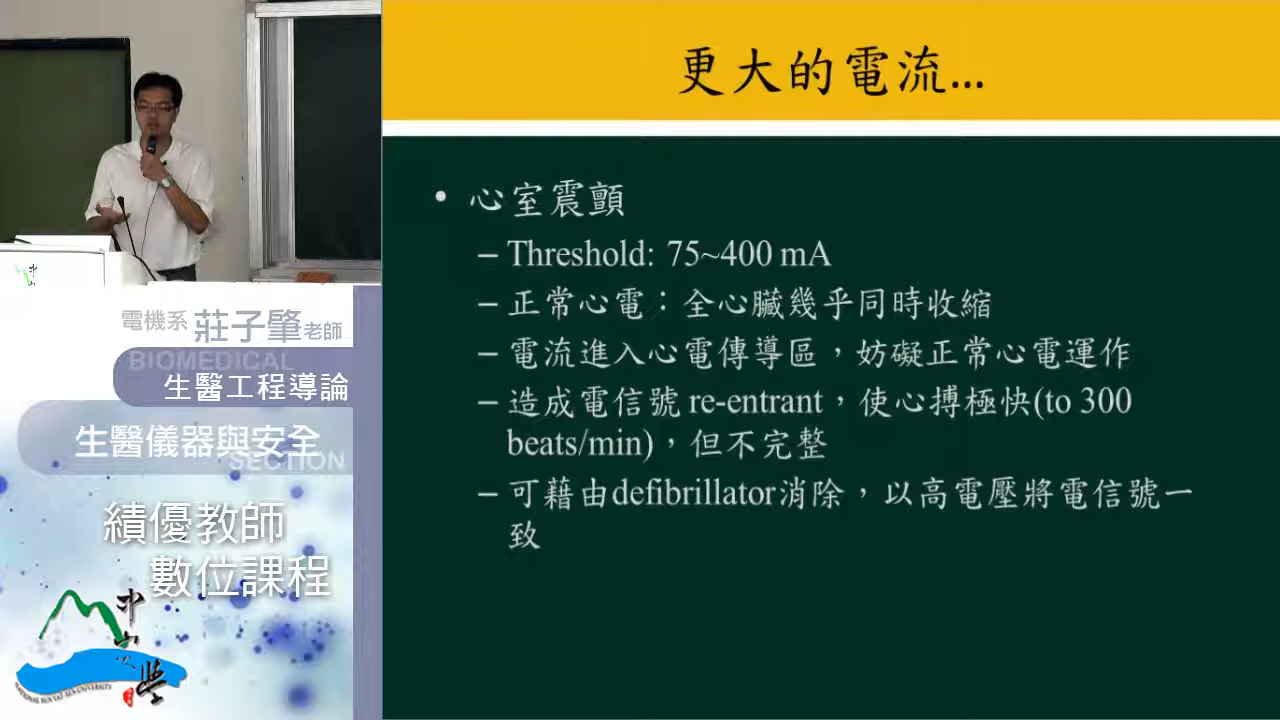 更大的電流...
• 心室震顫
– Threshold: 75~400 mA
– 正常心電：全心臟幾乎同時收縮
– 電流進入心電傳導區，妨礙正常心電運作
– 造成電信號 re-entrant，使心搏極快(to 300
beats/min)，但不完整
– 可藉由defibrillator消除，以高電壓將電信號一
致
電機系 莊子肇老師
BIOMEDICAL
生醫工程導論
生醫儀器與安全
SECTION
績優教師
數位課程
中山大學
NATIONAL SUN YAT-SEN UNIVERSITY